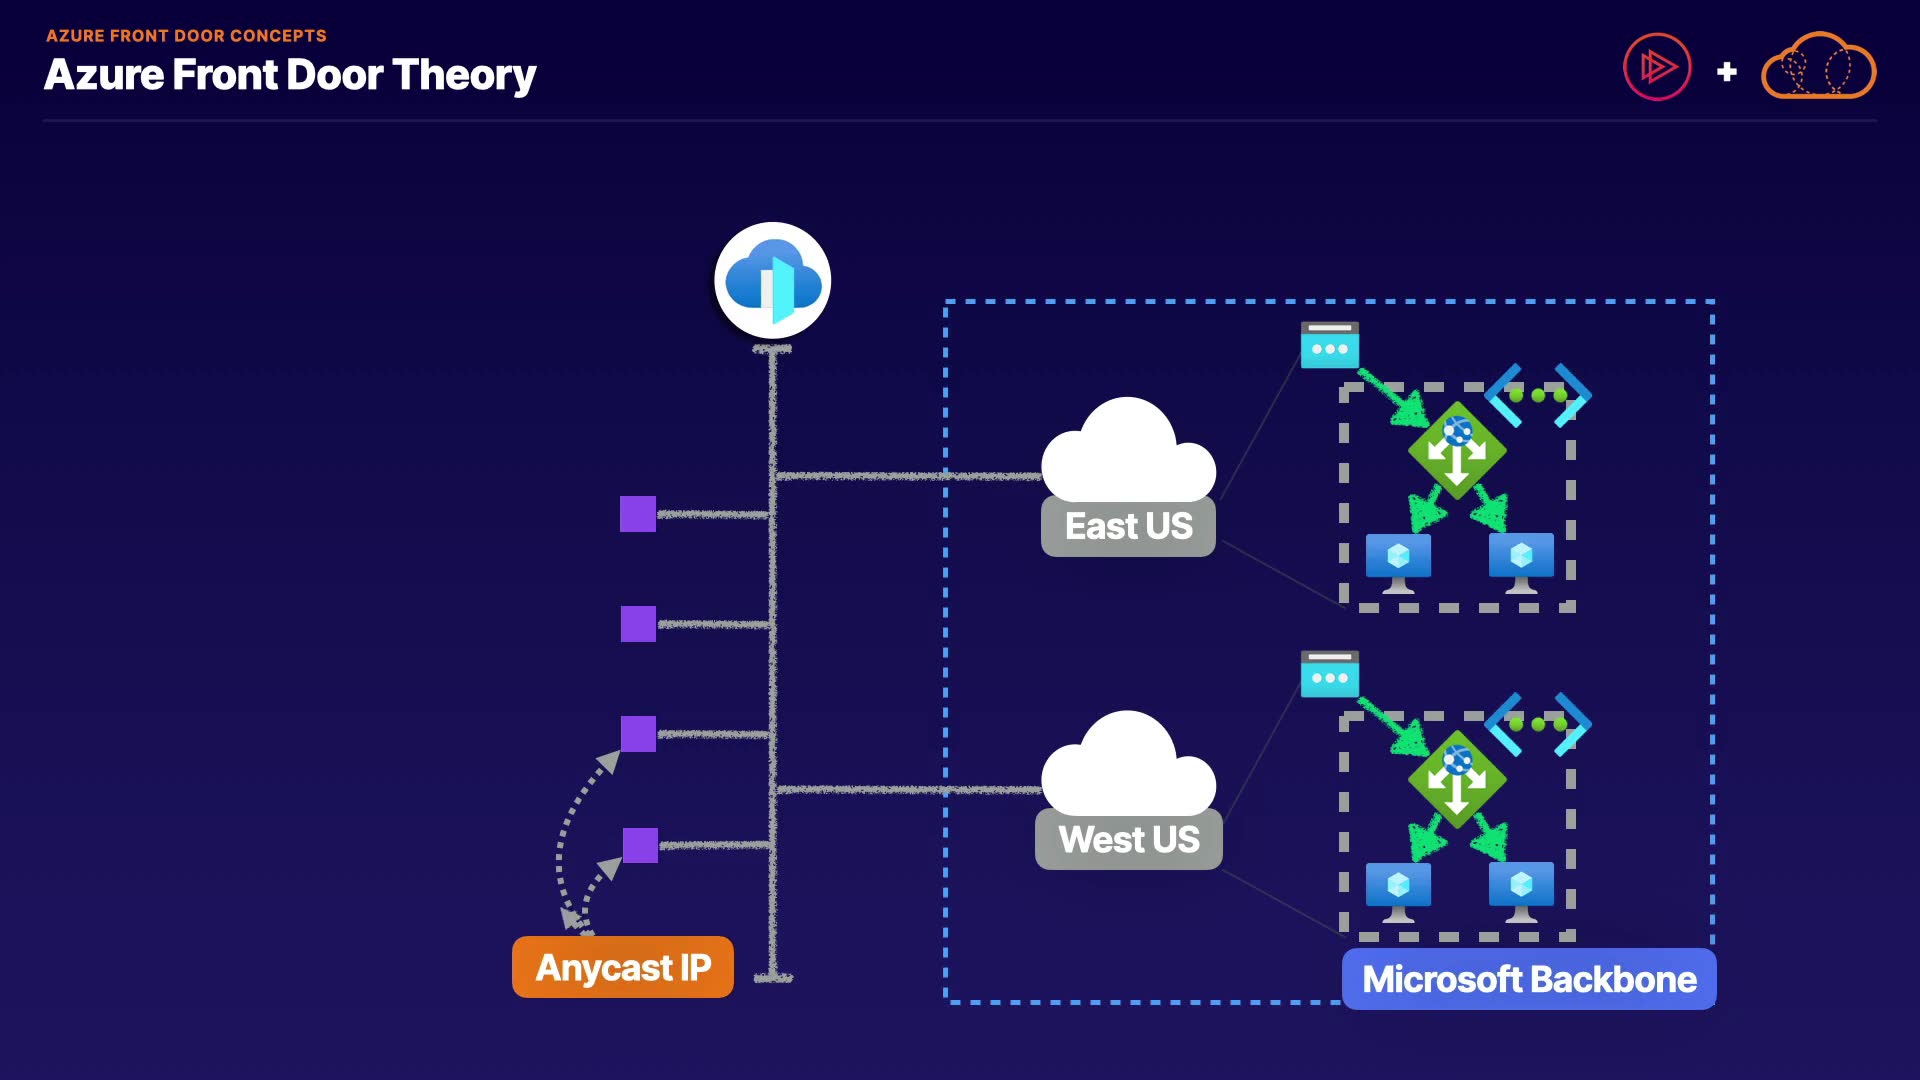 AZURE FRONT DOOR CONCEPTS
Azure Front Door Theory
East US
West US
Anycast IP
Microsoft Backbone